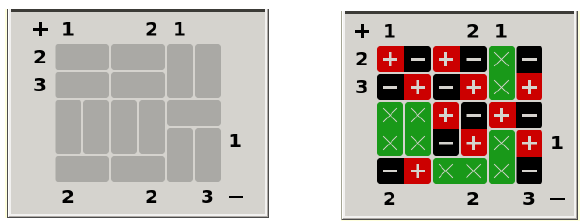 + 1 2 1
2
3
1
2 2 3 −
+ 1 2 1
2 + − + − × −
3 − + − + × +
× × + − + −
× × − + × + 1
− + × × × −
2 2 3 −